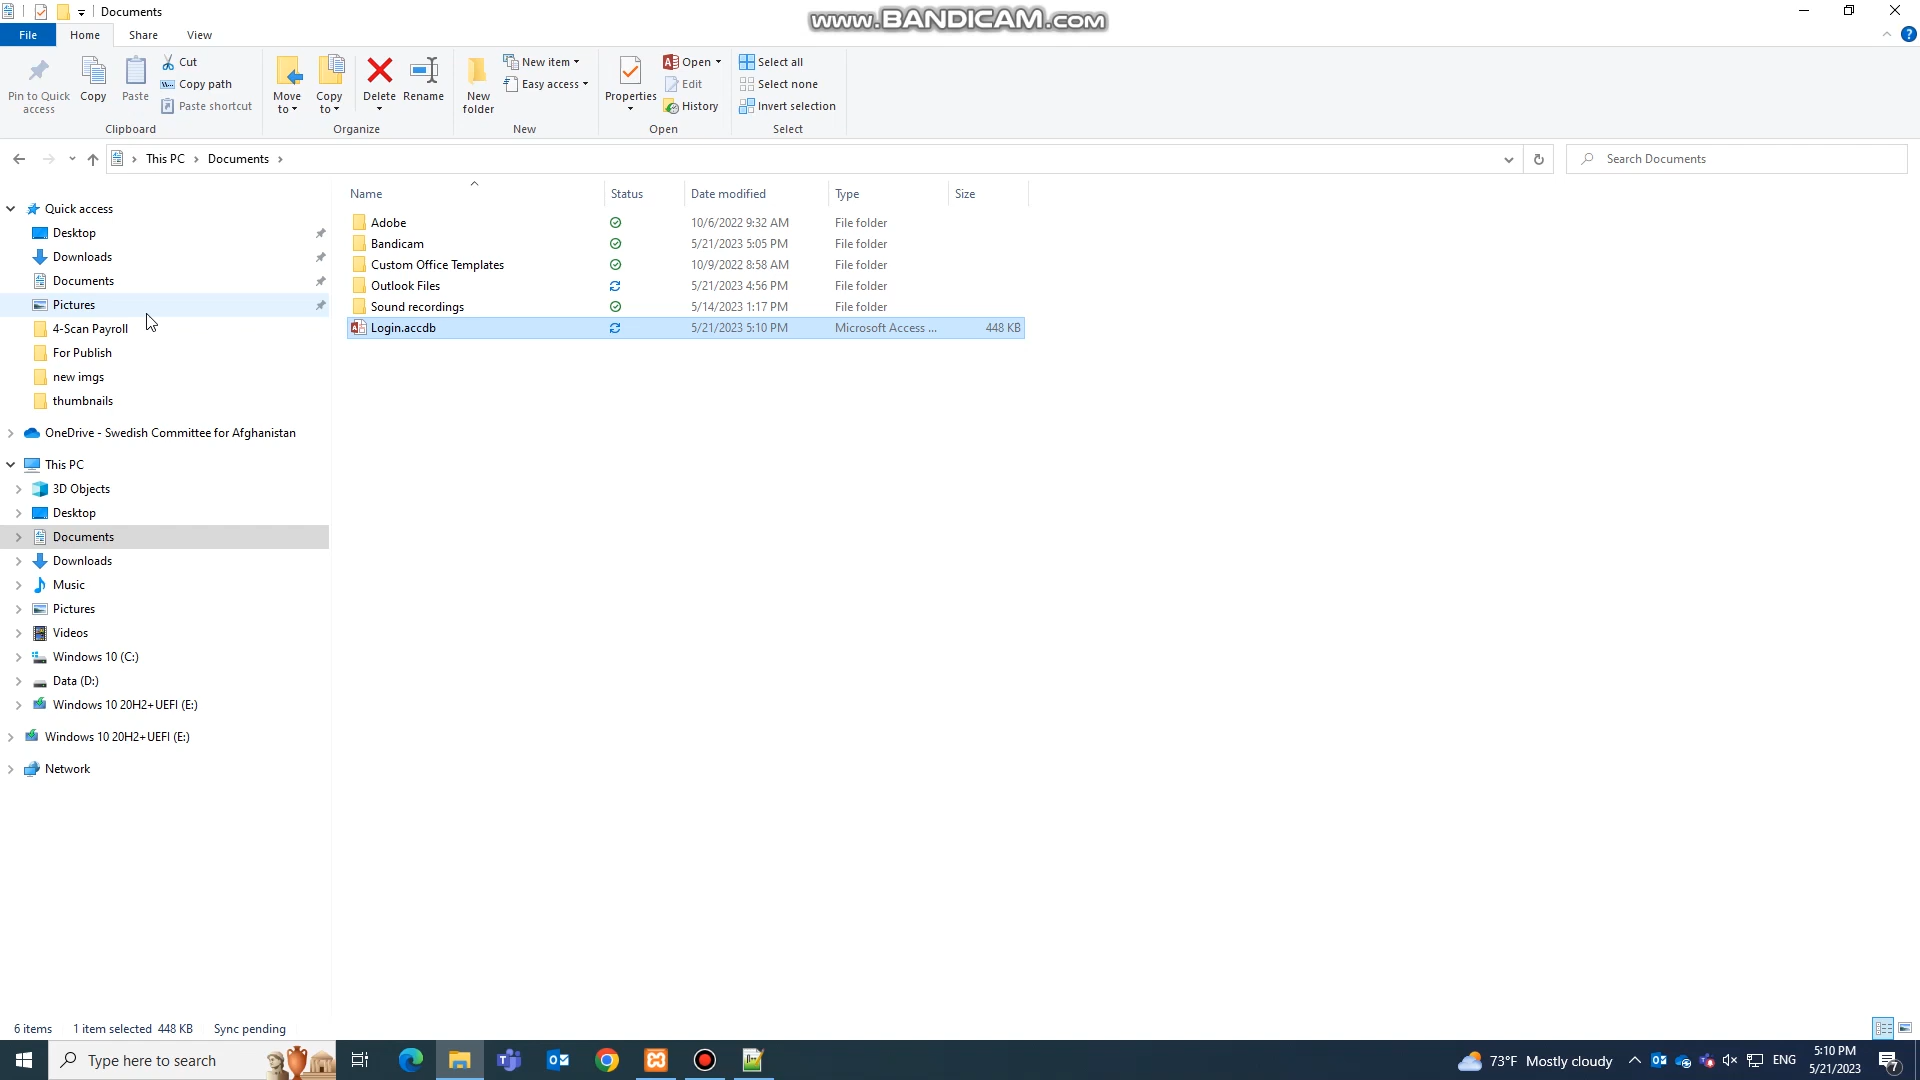 Documents
www.BANDICAM.com
File
Home
Share
View
Pin to Quick access
Copy
Paste
Cut
Copy path
Paste shortcut
Clipboard
Move to
Copy to
Delete
Rename
Organize
New folder
New item
Easy access
New
Properties
Open
Edit
History
Open
Select all
Select none
Invert selection
Select
This PC
Documents
Search Documents
Name
Status
Date modified
Type
Size
Adobe 10/6/2022 9:32 AM File folder
Bandicam 5/21/2023 5:05 PM File folder
Custom Office Templates 10/9/2022 8:58 AM File folder
Outlook Files 5/21/2023 4:56 PM File folder
Sound recordings 5/14/2023 1:17 PM File folder
Login.accdb 5/21/2023 5:10 PM Microsoft Access ... 448 KB
Quick access
Desktop
Downloads
Documents
Pictures
4-Scan Payroll
For Publish
new imgs
thumbnails
OneDrive - Swedish Committee for Afghanistan
This PC
3D Objects
Desktop
Documents
Downloads
Music
Pictures
Videos
Windows 10 (C:)
Data (D:)
Windows 10 20H2+UEFI (E:)
Windows 10 20H2+UEFI (E:)
Network
6 items 1 item selected 448 KB Sync pending
Type here to search
73°F Mostly cloudy
ENG
5:10 PM
5/21/2023
7